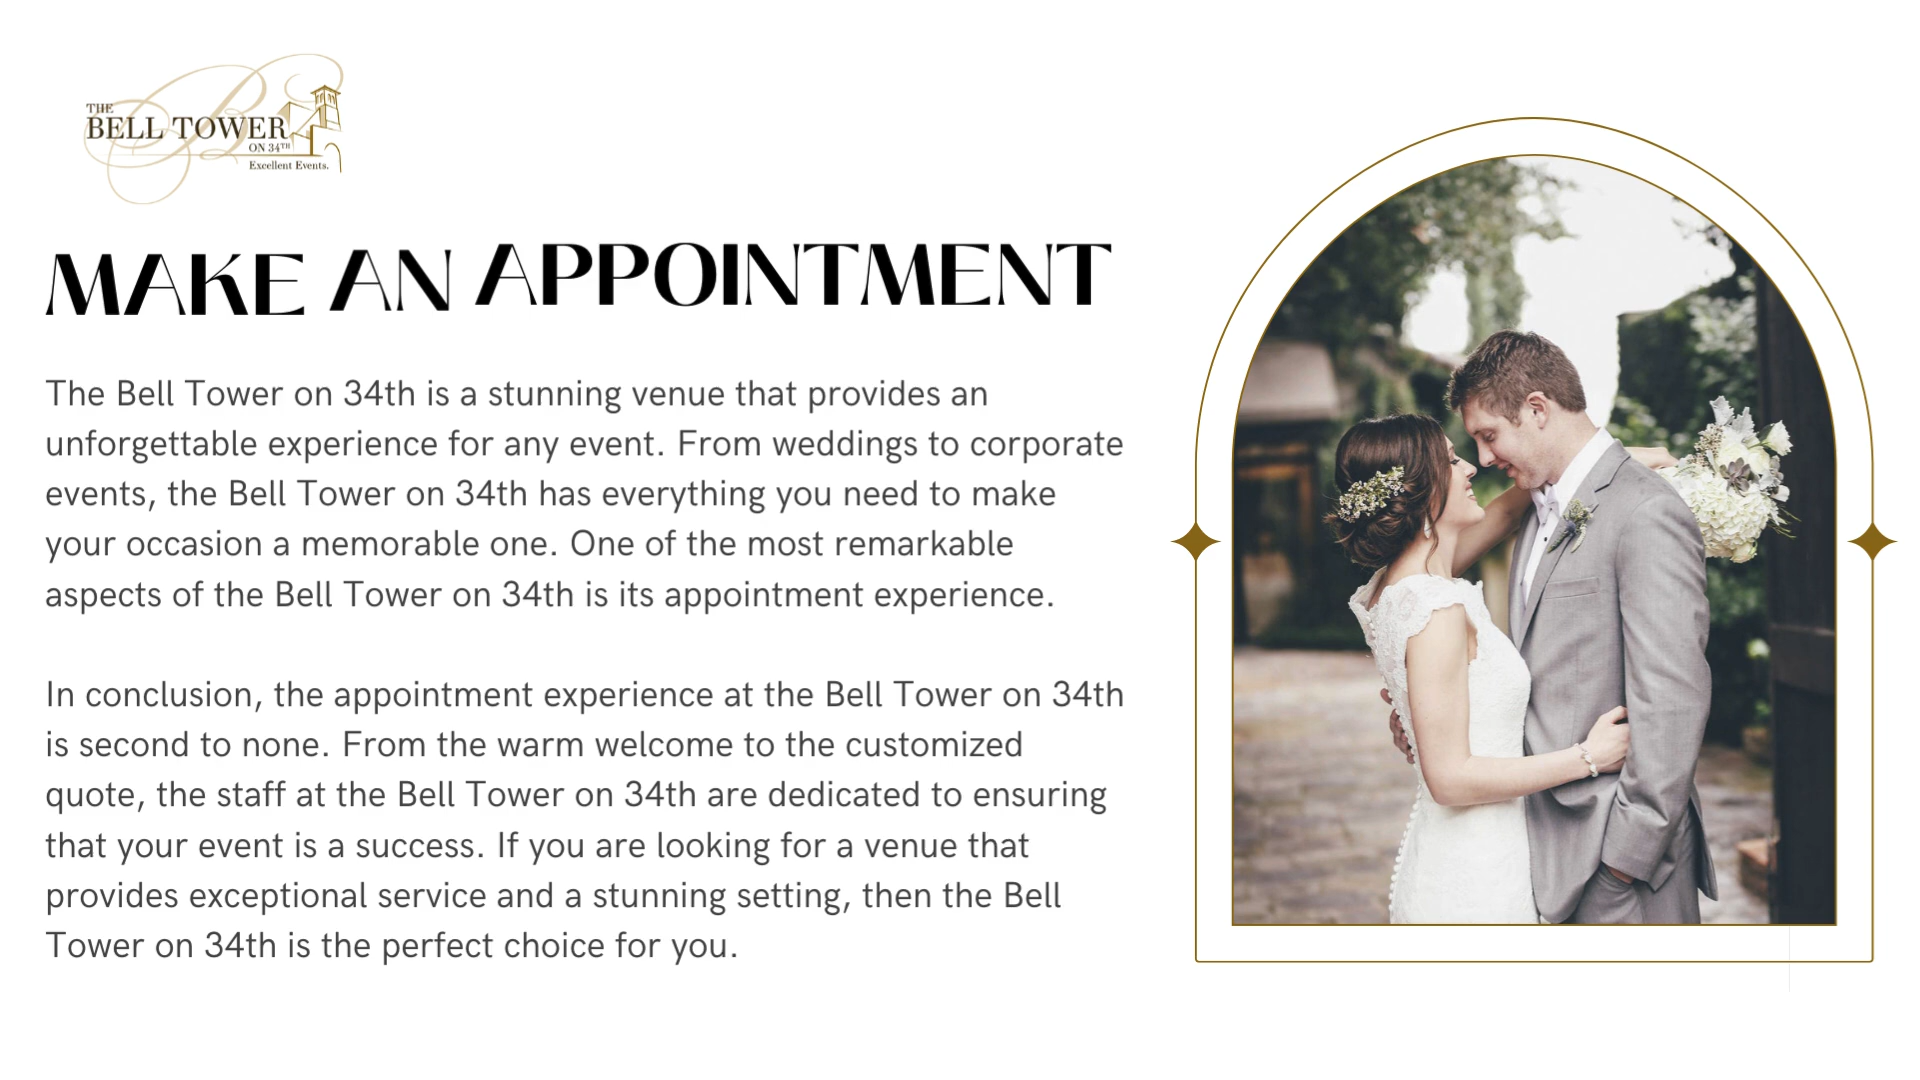 THE
BELL TOWER
ON 34TH
Excellent Events.
MAKE AN APPOINTMENT
The Bell Tower on 34th is a stunning venue that provides an
unforgettable experience for any event. From weddings to corporate
events, the Bell Tower on 34th has everything you need to make
your occasion a memorable one. One of the most remarkable
aspects of the Bell Tower on 34th is its appointment experience.
In conclusion, the appointment experience at the Bell Tower on 34th
is second to none. From the warm welcome to the customized
quote, the staff at the Bell Tower on 34th are dedicated to ensuring
that your event is a success. If you are looking for a venue that
provides exceptional service and a stunning setting, then the Bell
Tower on 34th is the perfect choice for you.